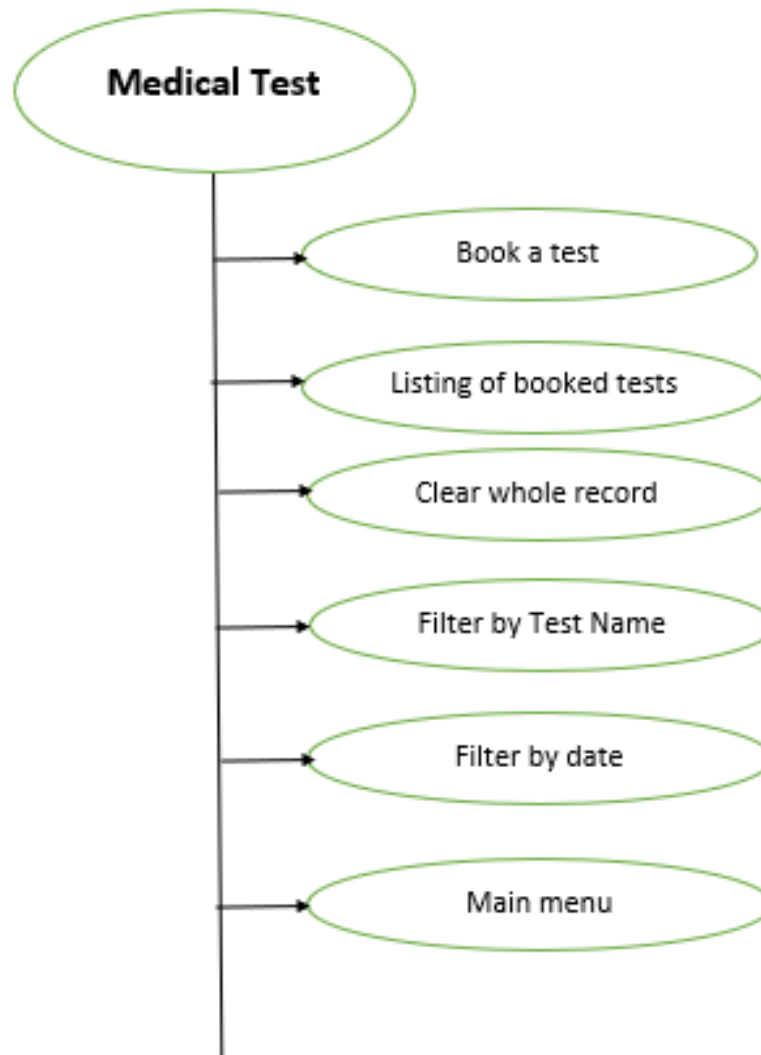 Medical Test
Book a test
Listing of booked tests
Clear whole record
Filter by Test Name
Filter by date
Main menu